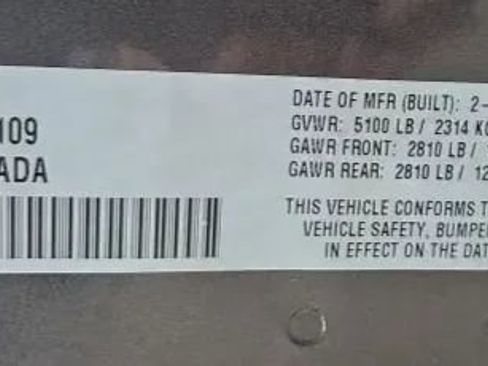 109
ADA
DATE OF MFR (BUILT): 2-
GVWR: 5100 LB / 2314 KG
GAWR FRONT: 2810 LB /
GAWR REAR: 2810 LB / 12
THIS VEHICLE CONFORMS T
VEHICLE SAFETY, BUMPE
IN EFFECT ON THE DAT